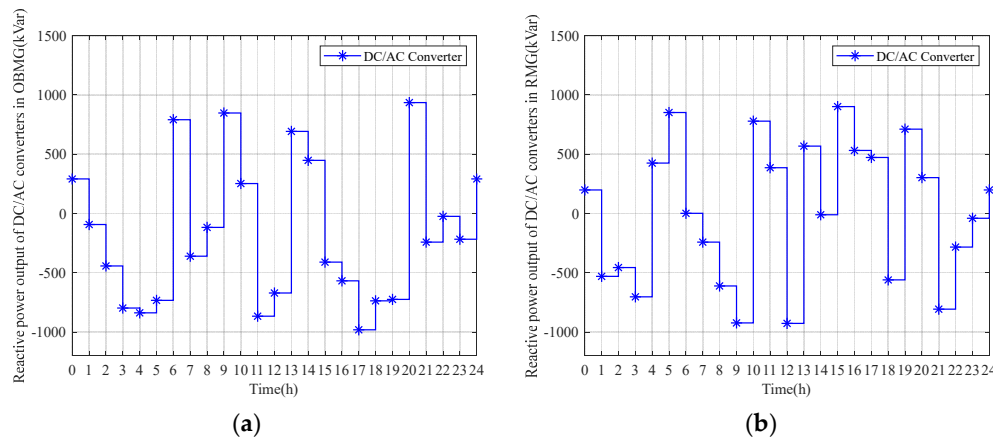 Reactive power output of DC/AC converters in OBMG(kVar)
1500
1000
500
0
-500
-1000
DC/AC Converter
0 1 2 3 4 5 6 7 8 9 10 11 12 13 14 15 16 17 18 19 20 21 22 23 24
Time(h)
(a)
Reactive power output of DC/AC converters in RMG(kVar)
1500
1000
500
0
-500
-1000
DC/AC Converter
0 1 2 3 4 5 6 7 8 9 10 11 12 13 14 15 16 17 18 19 20 21 22 23 24
Time(h)
(b)